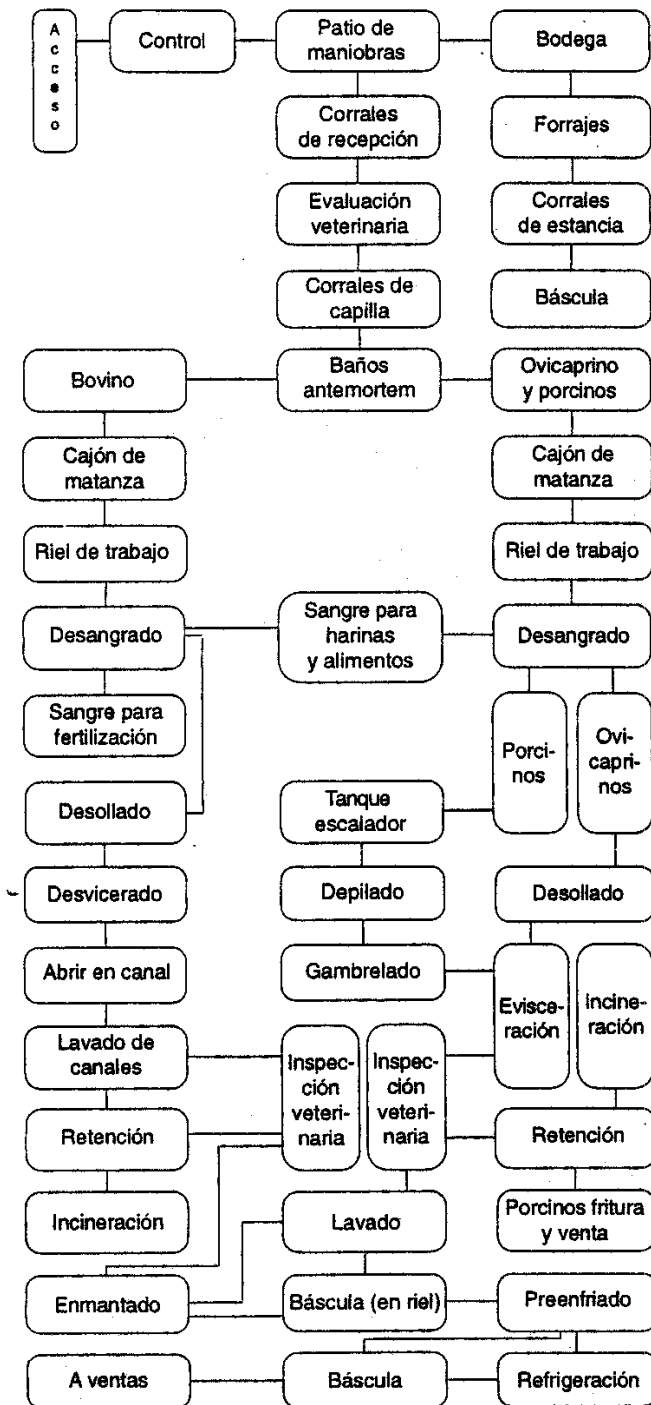 Acceso
Control
Patio de
maniobras
Bodega
Corrales
de recepción
Forrajes
Evaluación
veterinaria
Corrales
de estancia
Corrales de
capilla
Báscula
Bovino
Baños
antemortem
Ovicaprino
y porcinos
Cajón de
matanza
Cajón de
matanza
Riel de trabajo
Riel de trabajo
Desangrado
Sangre para
harinas
y alimentos
Desangrado
Sangre para
fertilización
Porci-
nos
Ovi-
capri-
nos
Desollado
Tanque
escalador
Desvicerado
Depilado
Desollado
Abrir en canal
Gambrelado
Evisce-
ración
Incine-
ración
Lavado de
canales
Inspec-
ción
veteri-
naria
Inspec-
ción
veteri-
naria
Retención
Retención
Incineración
Lavado
Porcinos fritura
y venta
Enmantado
Báscula (en riel)
Preenfriado
A ventas
Báscula
Refrigeración